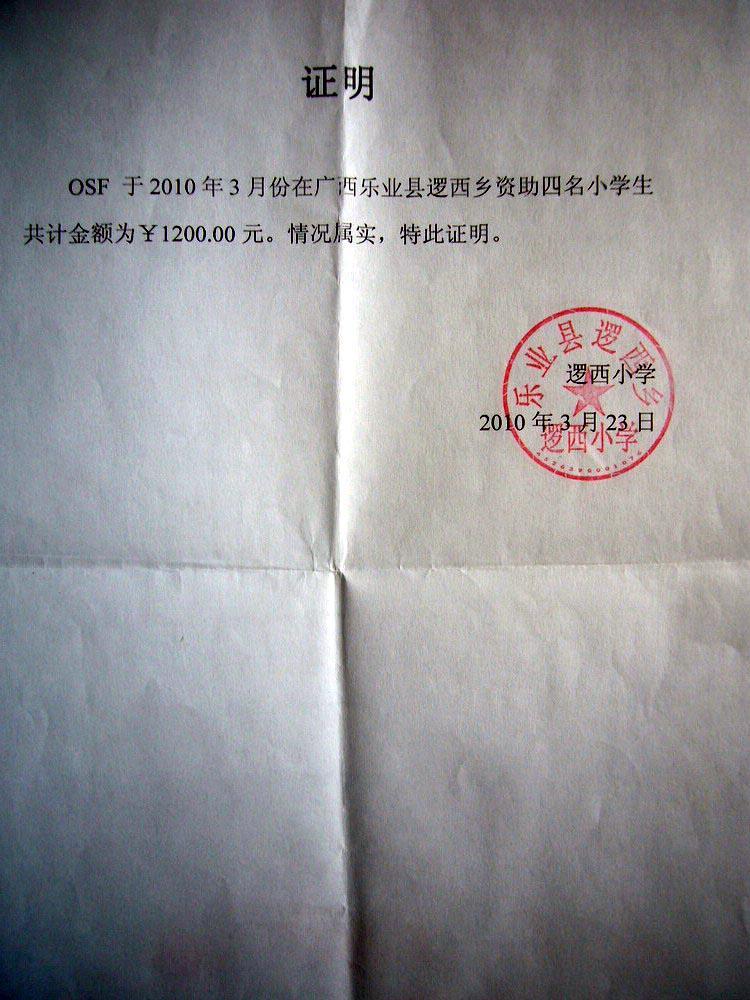 证明
OSF 于 2010 年 3 月份在广西乐业县逻西乡资助四名小学生
共计金额为￥1200.00 元。情况属实，特此证明。
逻西小学
2010 年 3 月 23 日
乐业县逻西乡
逻西小学